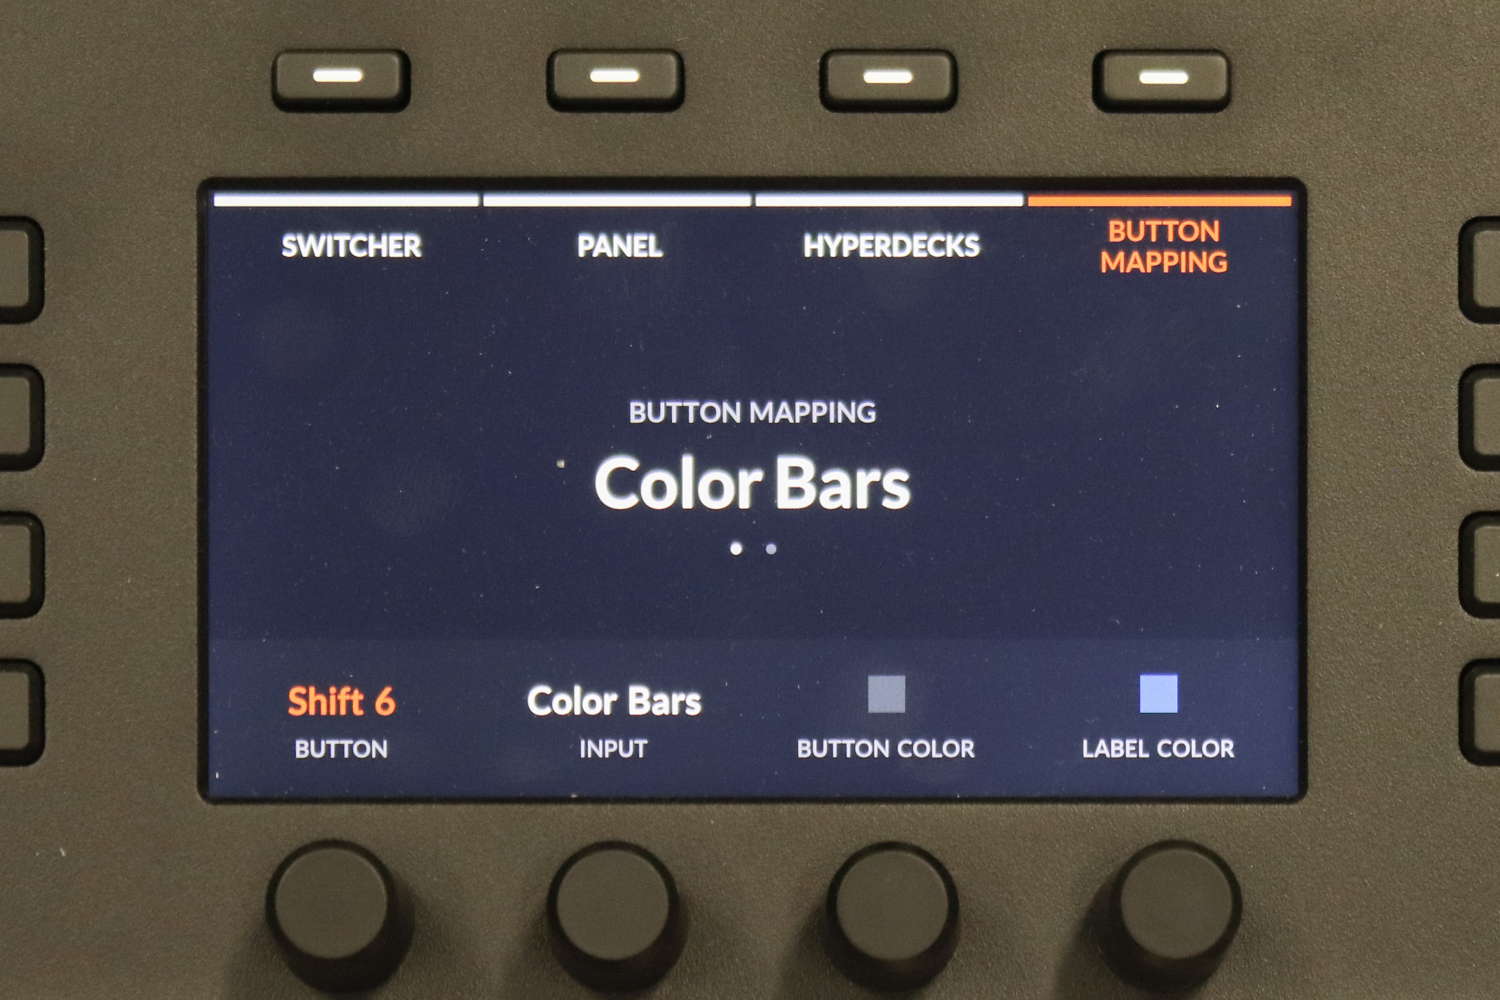 SWITCHER
PANEL
HYPERDECKS
BUTTON
MAPPING
BUTTON MAPPING
Color Bars
Shift 6
BUTTON
Color Bars
INPUT
BUTTON COLOR
LABEL COLOR